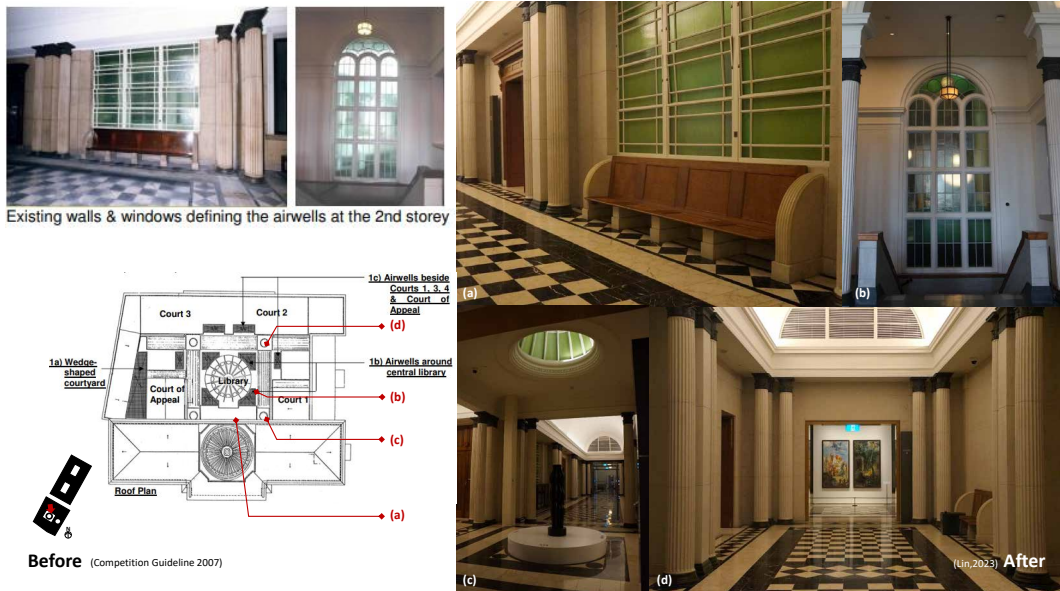 Existing walls & windows defining the airwells at the 2nd storey
1c) Airwells beside
Courts 1, 3, 4
& Court of
Appeal
Court 3
Court 2
(d)
1a) Wedge-
shaped
courtyard
1b) Airwells around
central library
Library
Court of
Appeal
Court 1
(b)
(c)
Roof Plan
(a)
N
Before (Competition Guideline 2007)
(a)
(b)
(c)
(d)
(Lin,2023) After